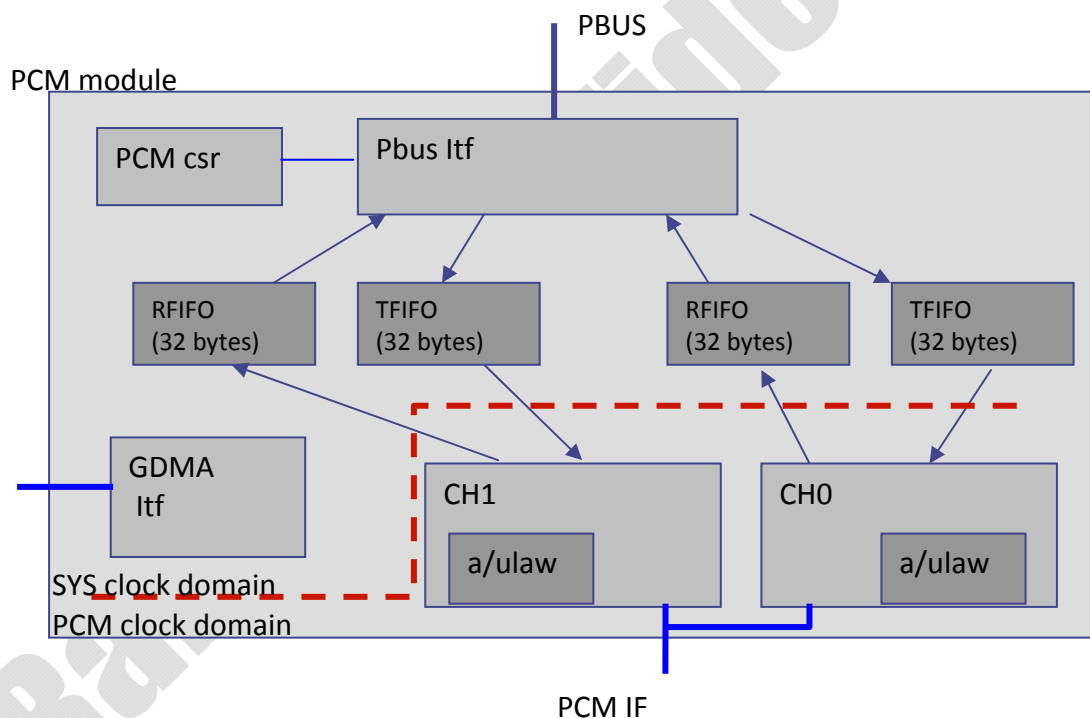 PBUS
PCM module
PCM csr
Pbus Itf
RFIFO
(32 bytes)
TFIFO
(32 bytes)
RFIFO
(32 bytes)
TFIFO
(32 bytes)
GDMA
Itf
CH1
a/ulaw
CH0
a/ulaw
SYS clock domain
PCM clock domain
PCM IF